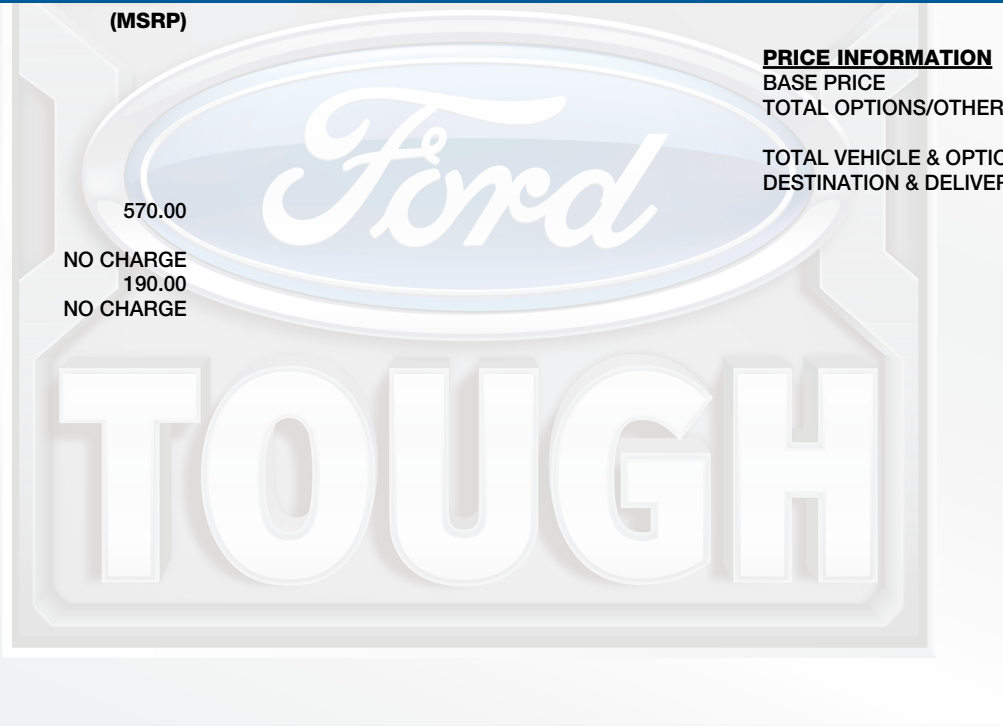 (MSRP)
570.00
NO CHARGE
190.00
NO CHARGE
PRICE INFORMATION
BASE PRICE
TOTAL OPTIONS/OTHER
TOTAL VEHICLE & OPTIO
DESTINATION & DELIVER
Ford
TOUGH